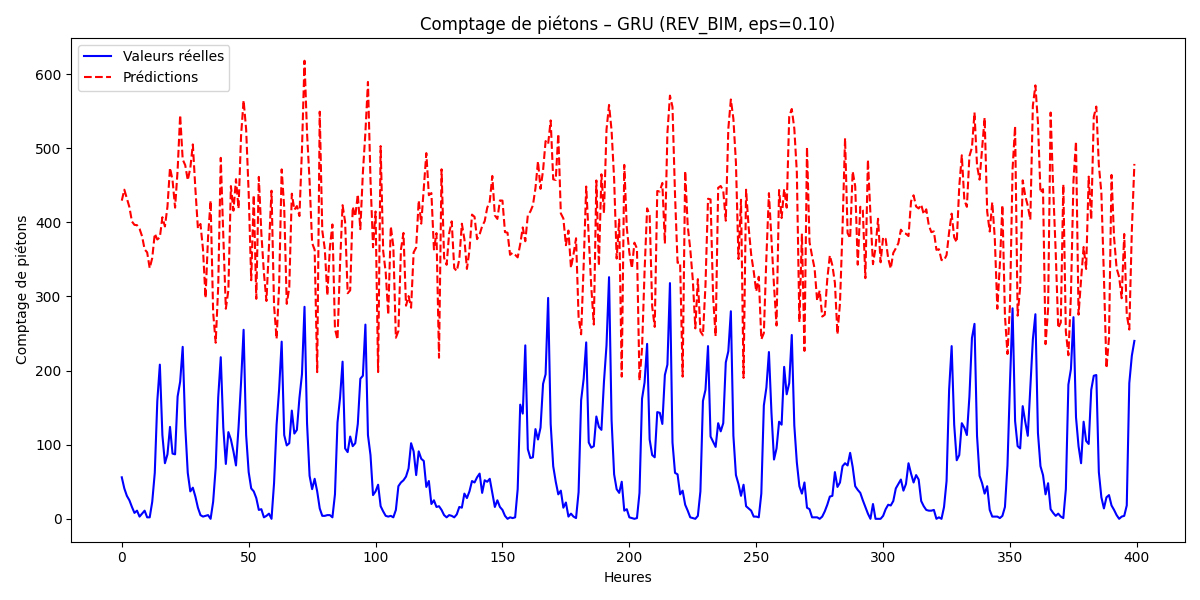 Comptage de piétons – GRU (REV_BIM, eps=0.10)
Valeurs réelles
Prédictions
Comptage de piétons
600
500
400
300
200
100
0
0 50 100 150 200 250 300 350 400
Heures